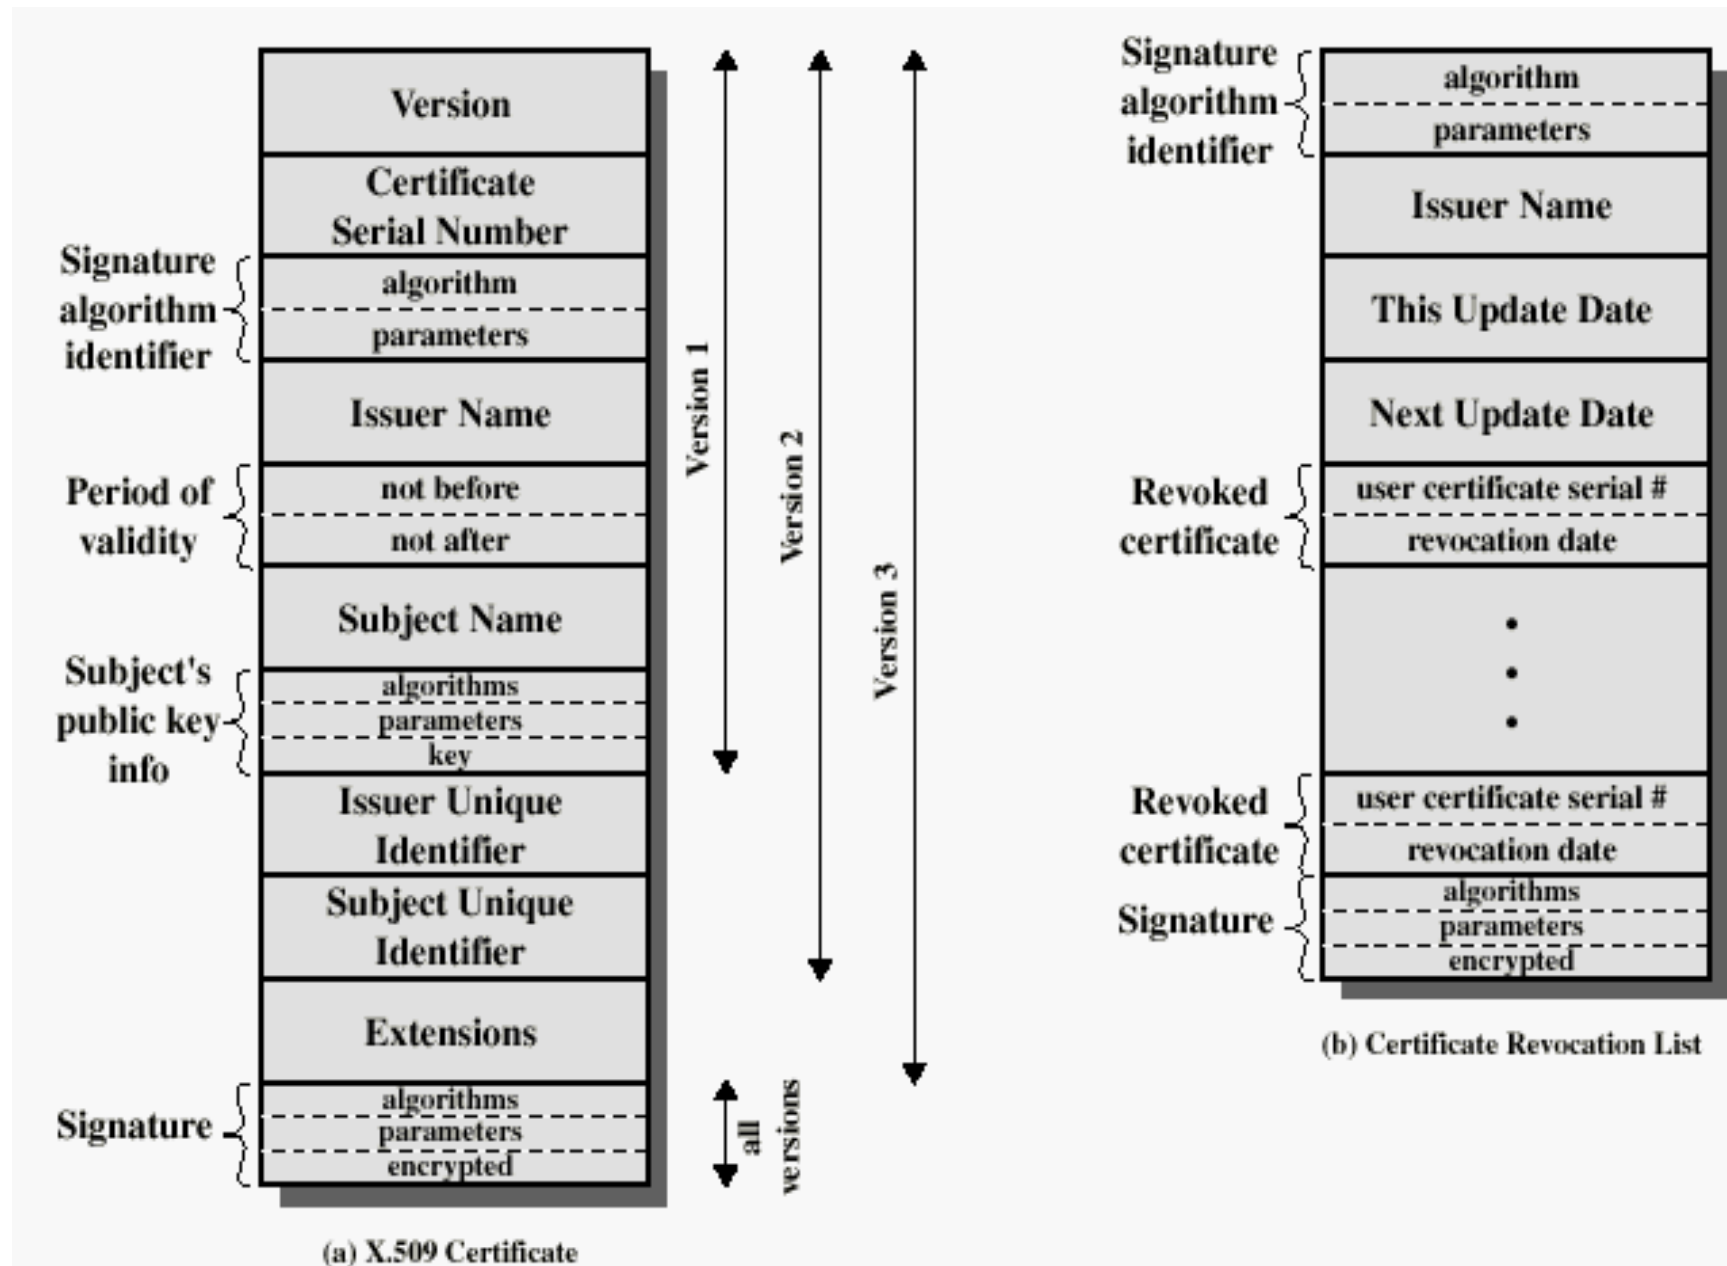 Version
Certificate
Serial Number
Signature
algorithm
identifier
algorithm
parameters
Issuer Name
Period of
validity
not before
not after
Subject Name
Subject's
public key
info
algorithms
parameters
key
Issuer Unique
Identifier
Subject Unique
Identifier
Extensions
Signature
algorithms
parameters
encrypted
Version 1
Version 2
Version 3
all
versions
(a) X.509 Certificate
Signature
algorithm
identifier
algorithm
parameters
Issuer Name
This Update Date
Next Update Date
Revoked
certificate
user certificate serial #
revocation date
Revoked
certificate
user certificate serial #
revocation date
Signature
algorithms
parameters
encrypted
(b) Certificate Revocation List